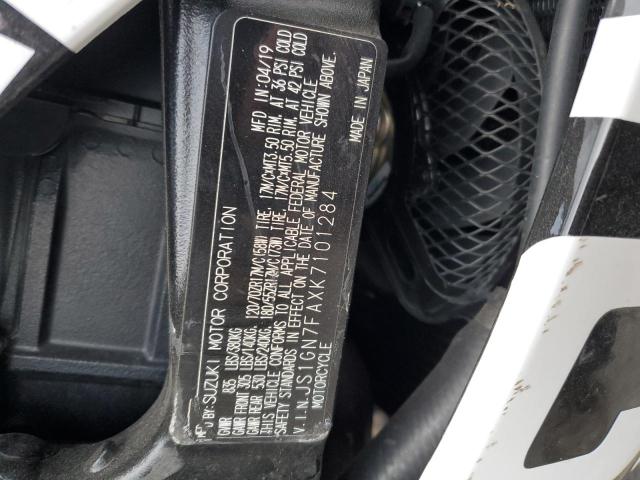 MFD BY:SUZUKI MOTOR CORPORATION MFD IN:04/19
GVWR 835 LBS/380KG.
GAWR FRONT 305 LBS/140KG. 120/70ZR17M/C(58W) TIRE. 17M/CxMT3.50 RIM. AT 36 PSI COLD
GAWR REAR 530 LBS/240KG. 180/55ZR17M/C(73W) TIRE. 17M/CxMT5.50 RIM. AT 42 PSI COLD
THIS VEHICLE CONFORMS TO ALL APPLICABLE FEDERAL MOTOR VEHICLE
SAFETY STANDARDS IN EFFECT ON THE DATE OF MANUFACTURE SHOWN ABOVE.
V.I.N.JS1GN7FAXK7101284
MOTORCYCLE MADE IN JAPAN